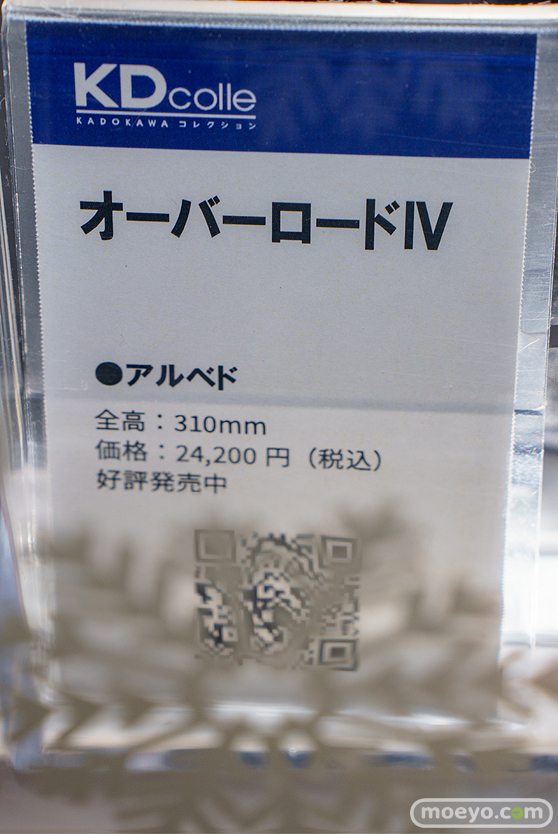 KDcolle
KADOKAWA コレクション
オーバーロードIV
●アルベド
全高：310mm
価格：24,200 円（税込）
好評発売中
moeyo.com